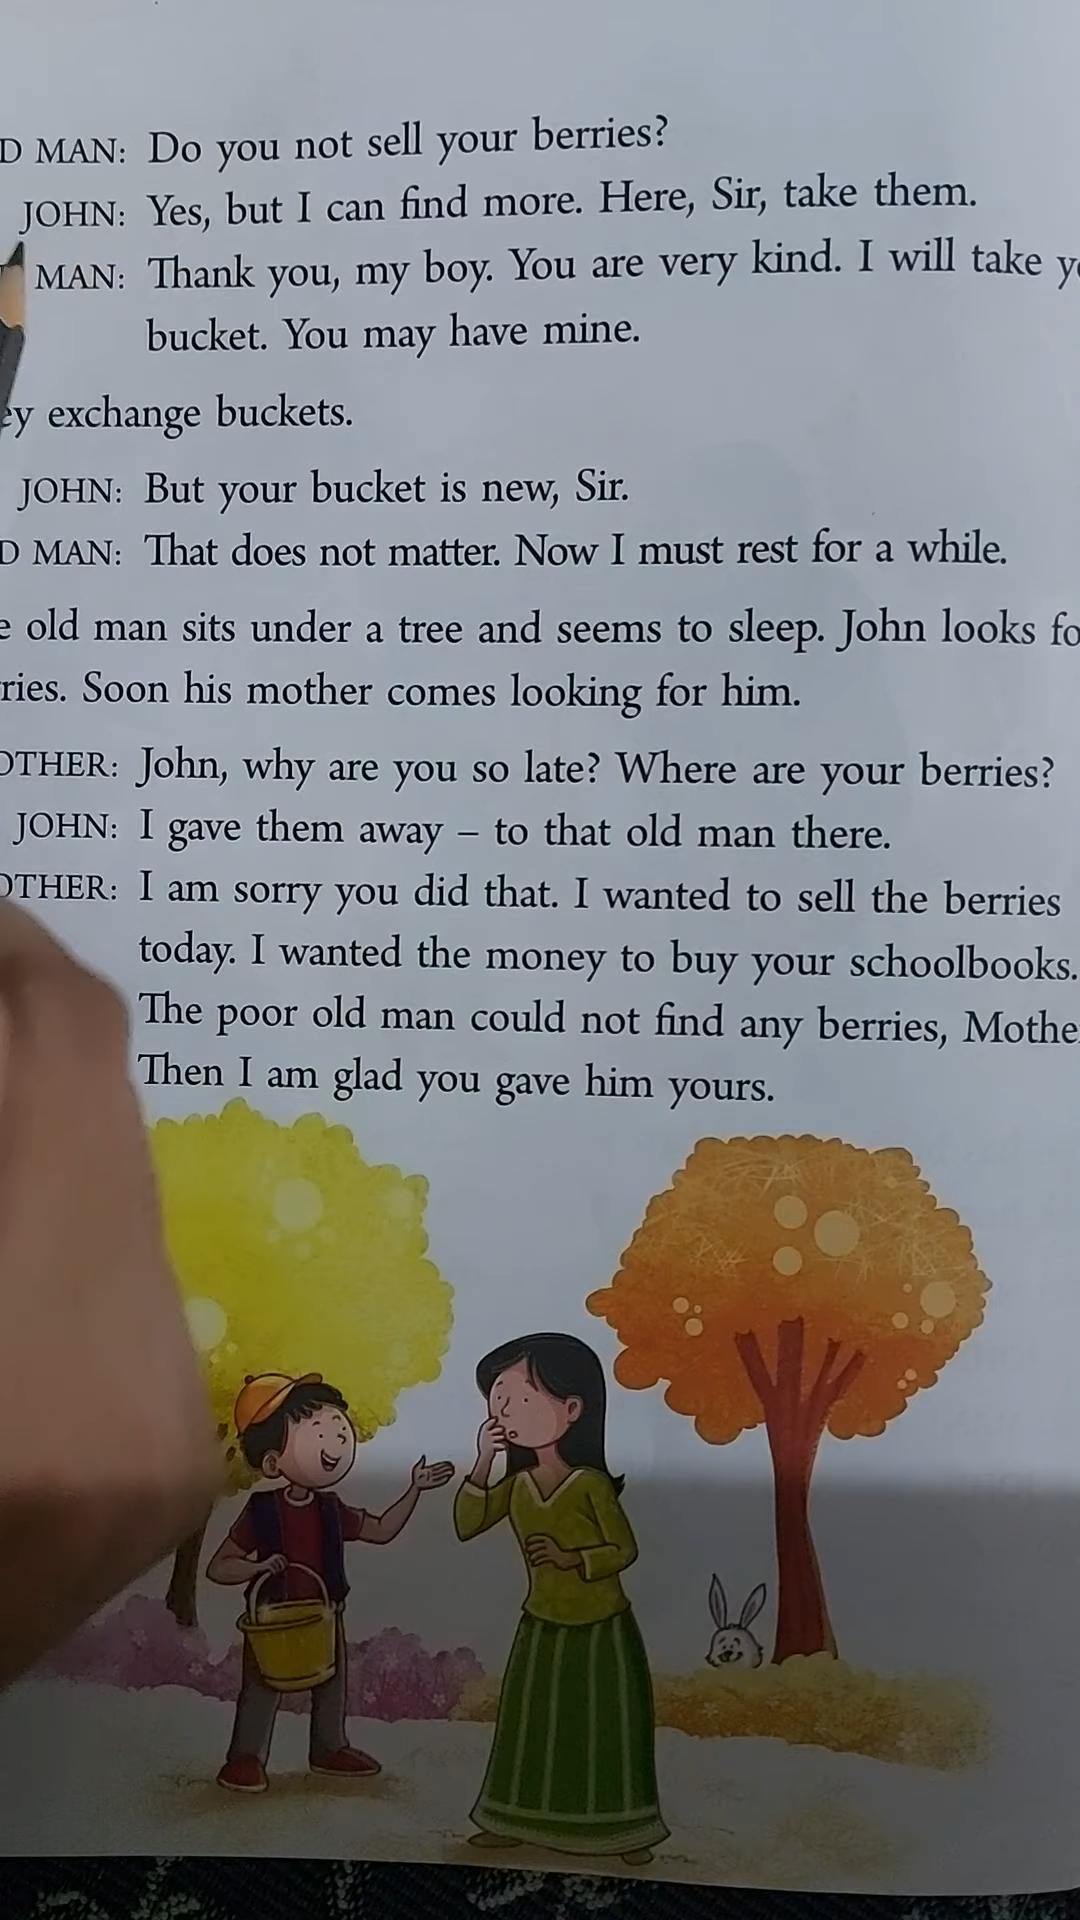 D MAN: Do you not sell your berries?
JOHN: Yes, but I can find more. Here, Sir, take them.
MAN: Thank you, my boy. You are very kind. I will take
bucket. You may have mine.
ey exchange buckets.
JOHN: But your bucket is new, Sir.
D MAN: That does not matter. Now I must rest for a while.
e old man sits under a tree and seems to sleep. John looks fo
ries. Soon his mother comes looking for him.
OTHER: John, why are you so late? Where are your berries?
JOHN: I gave them away – to that old man there.
OTHER: I am sorry you did that. I wanted to sell the berries
today. I wanted the money to buy your schoolbooks.
The poor old man could not find any berries, Mothe
Then I am glad you gave him yours.